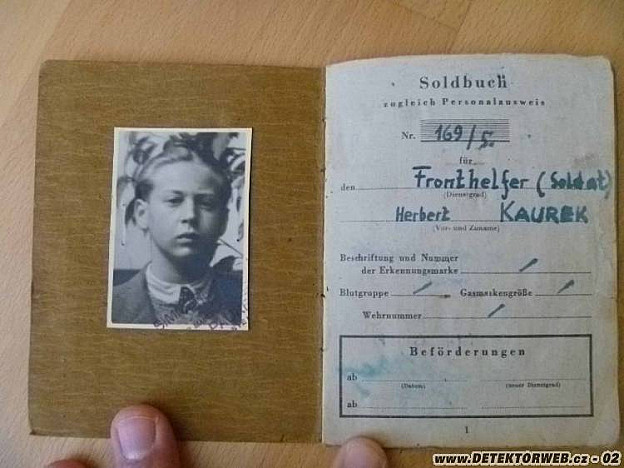 Soldbuch
zugleich Personalausweis
Nr. 169/5.
für
den Fronthelfer (Soldat)
(Dienstgrad)
Herbert KAUREK
(Vor- und Zuname)
Beschriftung und Nummer
der Erkennungsmarke /
Blutgruppe / Gasmaskengröße /
Wehrnummer /
Beförderungen
ab
(Datum) (neuer Dienstgrad)
ab
1
www.DETEKTORWEB.cz - 02